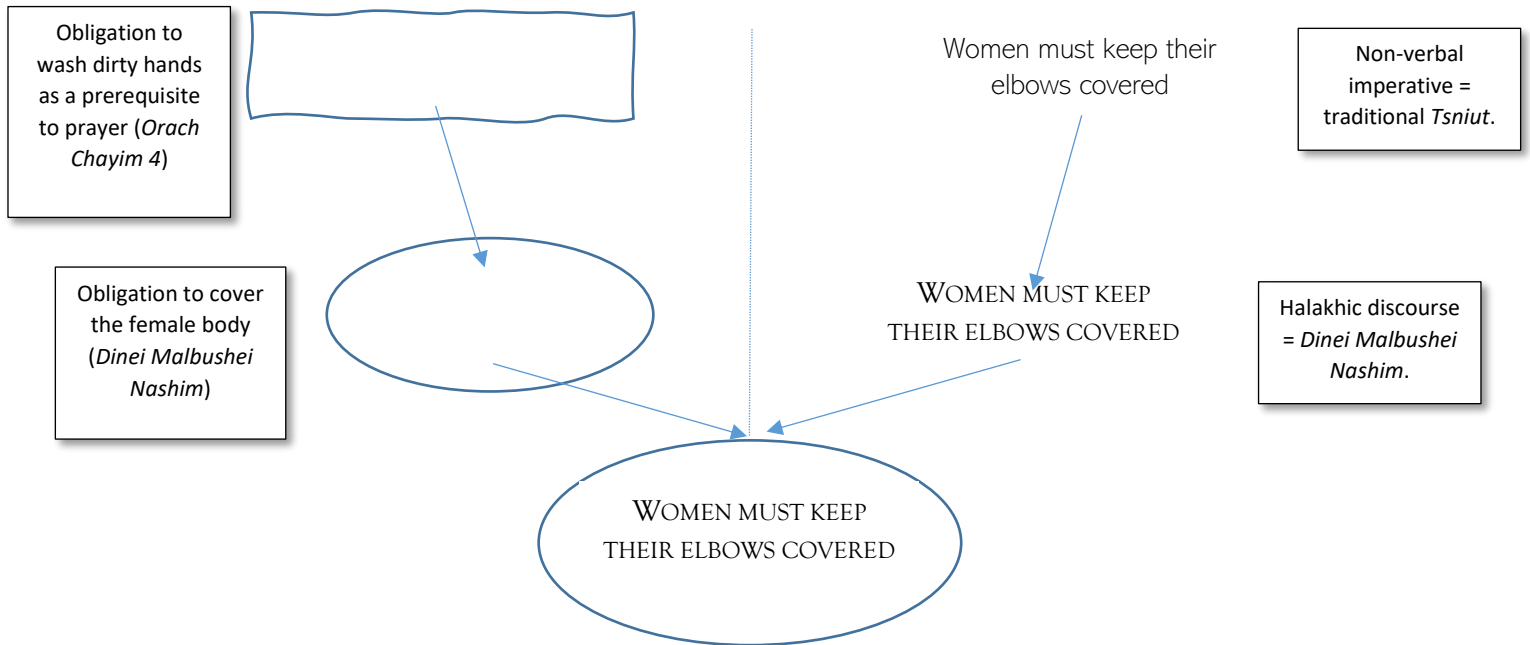 Obligation to
wash dirty hands
as a prerequisite
to prayer (Orach
Chayim 4)
Women must keep their
elbows covered
Non-verbal
imperative =
traditional Tsniut.
Obligation to cover
the female body
(Dinei Malbushei
Nashim)
WOMEN MUST KEEP
THEIR ELBOWS COVERED
Halakhic discourse
= Dinei Malbushei
Nashim.
WOMEN MUST KEEP
THEIR ELBOWS COVERED